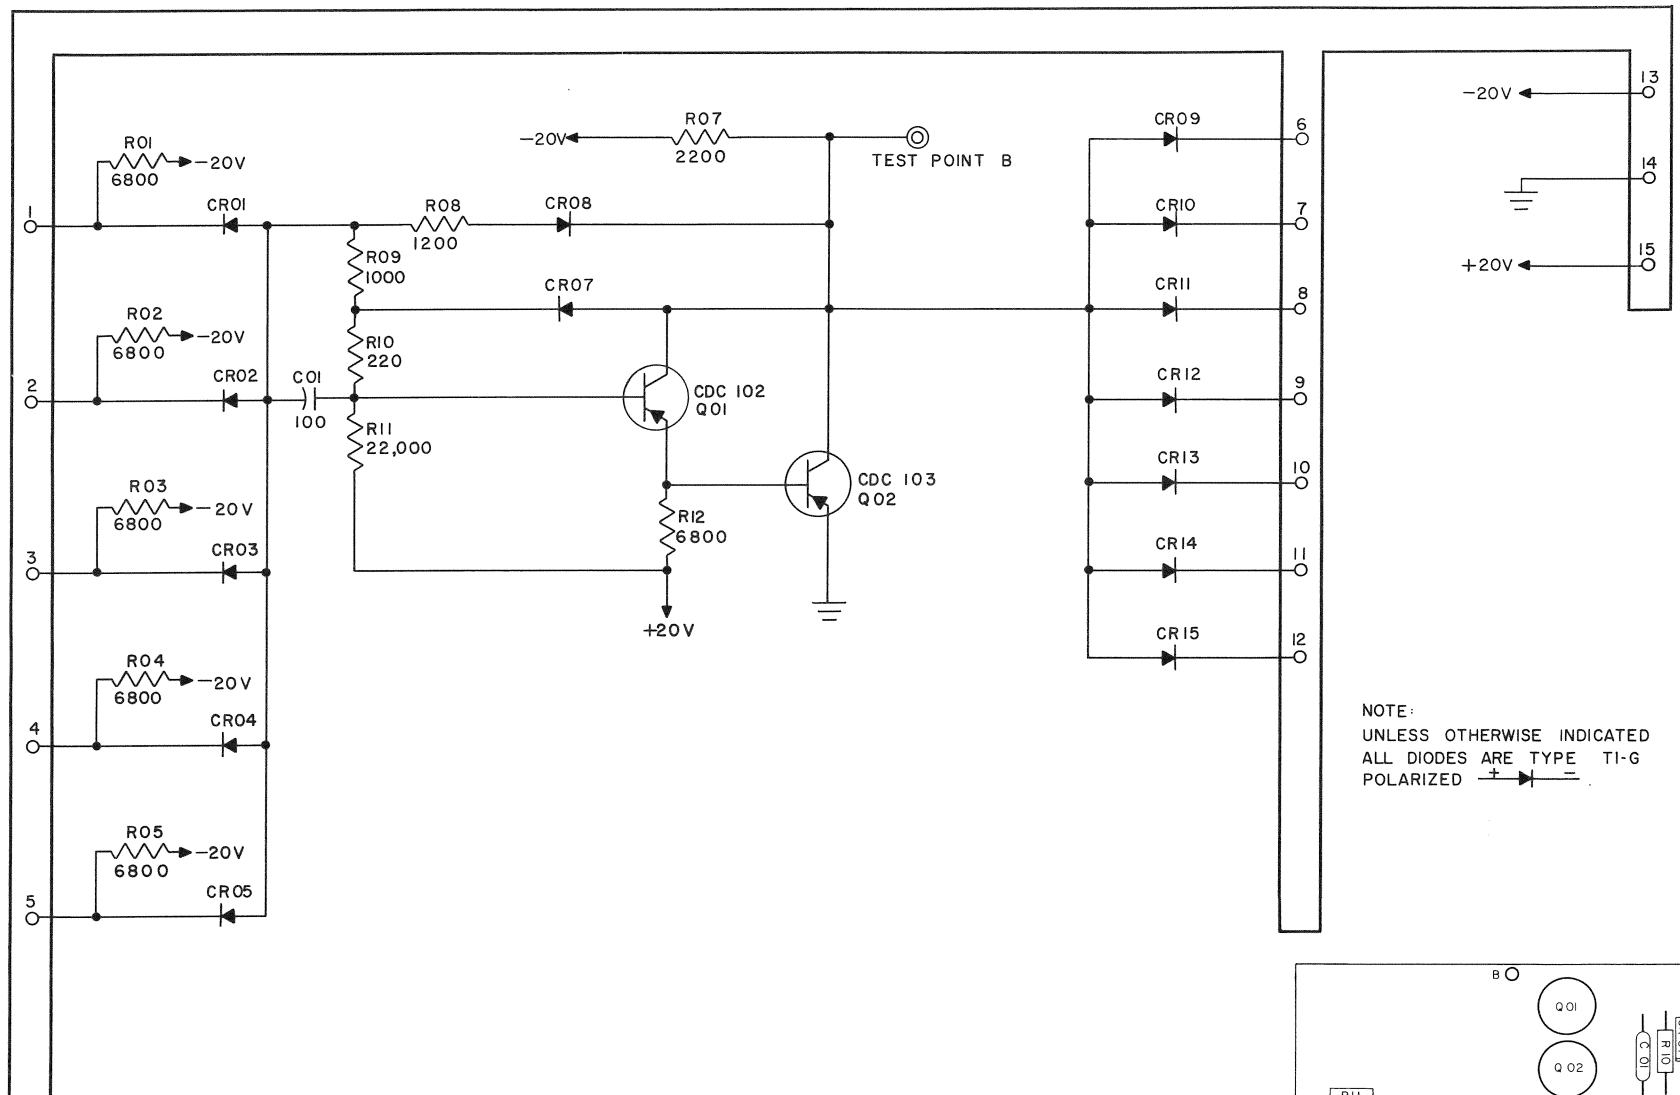 R01
6800
-20V
CR01
1
R02
6800
-20V
CR02
2
C01
100
R03
6800
-20V
CR03
3
R04
6800
-20V
CR04
4
R05
6800
-20V
CR05
5
-20V
R07
2200
TEST POINT B
R08
1200
CR08
R09
1000
CR07
R10
220
R11
22,000
CDC 102
Q01
CDC 103
Q02
R12
6800
+20V
CR09
6
CR10
7
CR11
8
CR12
9
CR13
10
CR14
11
CR15
12
-20V
13
14
+20V
15
NOTE:
UNLESS OTHERWISE INDICATED
ALL DIODES ARE TYPE TI-G
POLARIZED + -
B
Q01
Q02
C 01
R 10
R11